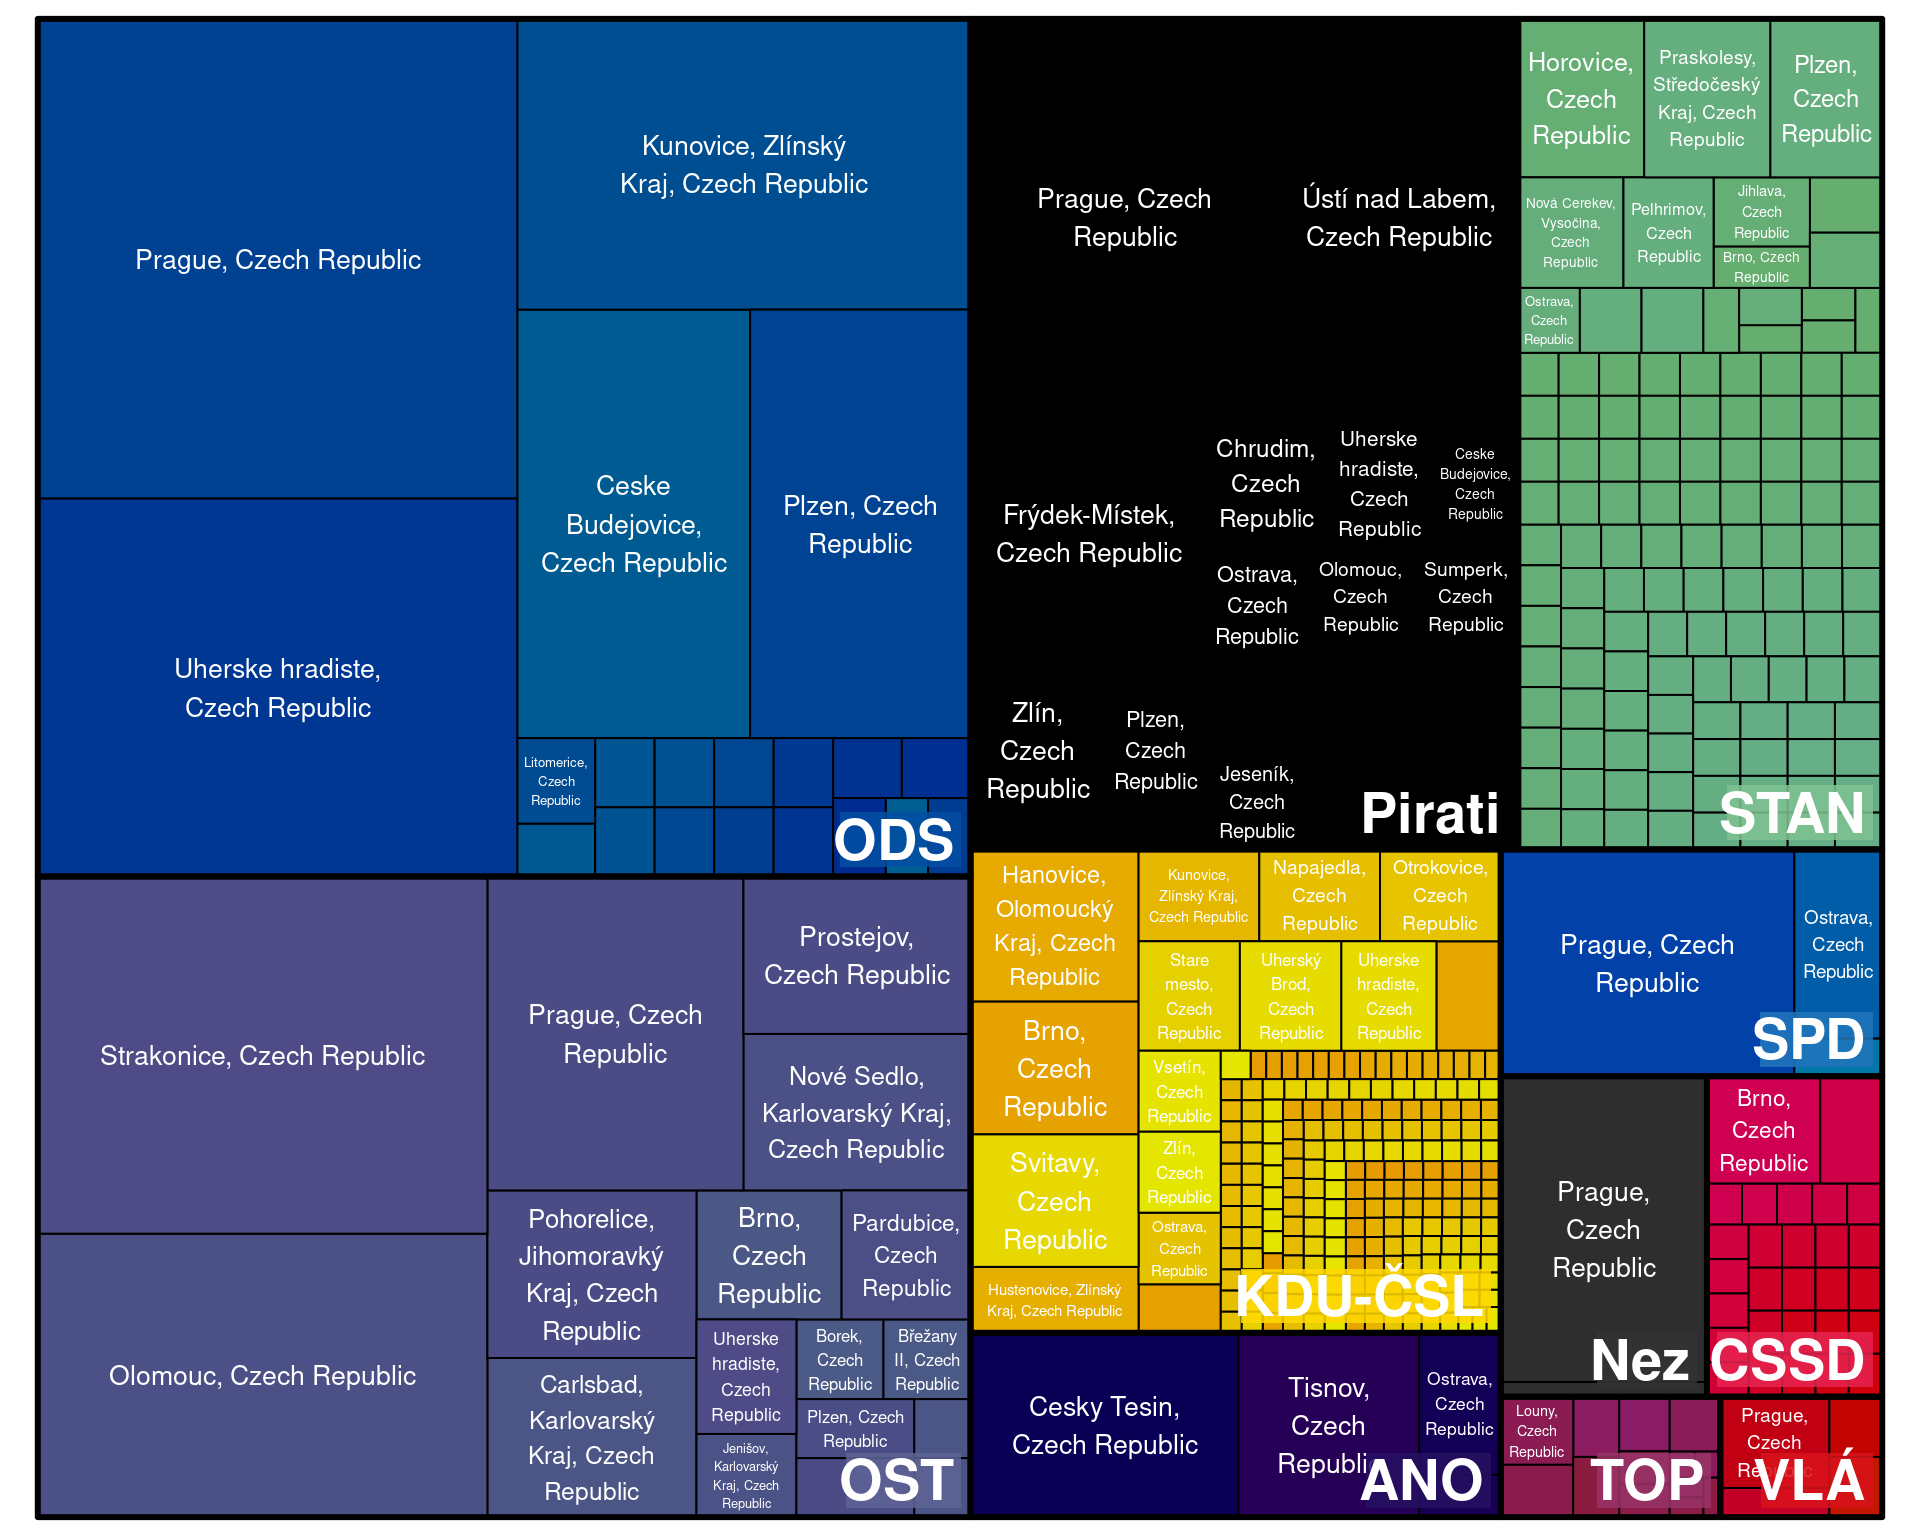 Prague, Czech Republic
Kunovice, Zlínský
Kraj, Czech Republic
Uherske hradiste,
Czech Republic
Ceske
Budejovice,
Czech Republic
Plzen, Czech
Republic
Litomerice,
Czech
Republic
ODS
Prague, Czech
Republic
Ústí nad Labem,
Czech Republic
Frýdek-Místek,
Czech Republic
Chrudim,
Czech
Republic
Uherske
hradiste,
Czech
Republic
Ceske
Budejovice,
Czech
Republic
Ostrava,
Czech
Republic
Olomouc,
Czech
Republic
Sumperk,
Czech
Republic
Zlín,
Czech
Republic
Plzen,
Czech
Republic
Jeseník,
Czech
Republic
Pirati
Horovice,
Czech
Republic
Praskolesy,
Středočeský
Kraj, Czech
Republic
Plzen,
Czech
Republic
Nová Cerekev,
Vysočina,
Czech
Republic
Pelhrimov,
Czech
Republic
Jihlava,
Czech
Republic
Brno, Czech
Republic
Ostrava,
Czech
Republic
STAN
Strakonice, Czech Republic
Olomouc, Czech Republic
Prague, Czech
Republic
Prostejov,
Czech Republic
Nové Sedlo,
Karlovarský Kraj,
Czech Republic
Pohorelice,
Jihomoravký
Kraj, Czech
Republic
Carlsbad,
Karlovarský
Kraj, Czech
Republic
Brno,
Czech
Republic
Pardubice,
Czech
Republic
Uherske
hradiste,
Czech
Republic
Borek,
Czech
Republic
Břežany
II, Czech
Republic
Plzen, Czech
Republic
Jenišov,
Karlovarský
Kraj, Czech
Republic
OST
Hanovice,
Olomoucký
Kraj, Czech
Republic
Brno,
Czech
Republic
Svitavy,
Czech
Republic
Hustenovice, Zlínský
Kraj, Czech Republic
Kunovice,
Zlínský Kraj,
Czech Republic
Napajedla,
Czech
Republic
Otrokovice,
Czech
Republic
Stare
mesto,
Czech
Republic
Uherský
Brod,
Czech
Republic
Uherske
hradiste,
Czech
Republic
Vsetín,
Czech
Republic
Zlín,
Czech
Republic
Ostrava,
Czech
Republic
KDU-ČSL
Cesky Tesin,
Czech Republic
Tisnov,
Czech
Republic
Ostrava,
Czech
Republic
ANO
Prague, Czech
Republic
Ostrava,
Czech
Republic
SPD
Prague,
Czech
Republic
Nez
Brno,
Czech
Republic
CSSD
Louny,
Czech
Republic
TOP
Prague,
Czech
Republic
VLÁ